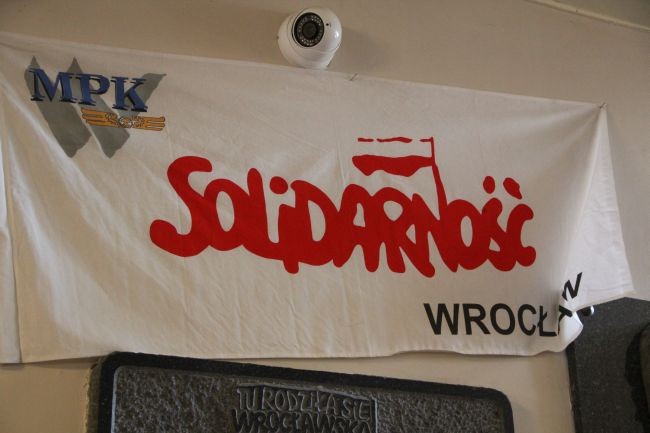 MPK
SOLIDARNOŚĆ
WROCŁAW
TU RODZIŁA SIĘ
WROCŁAWSKA